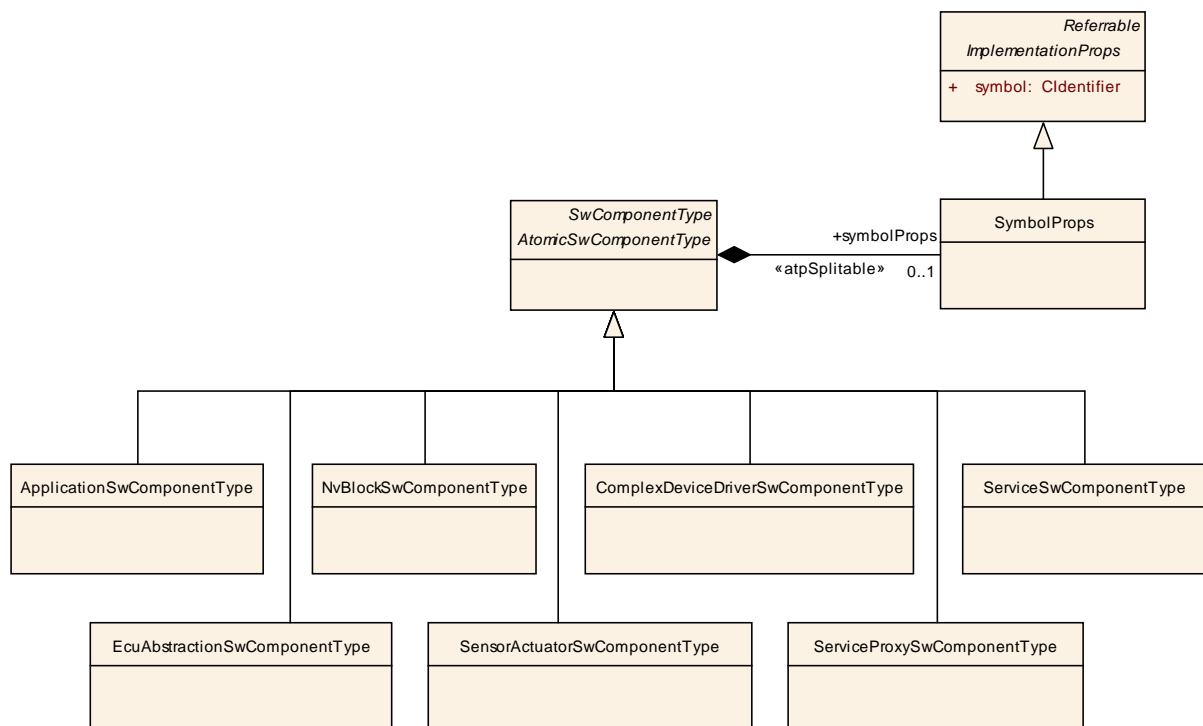 Referrable
ImplementationProps
+ symbol: CIdentifier
SwComponentType
AtomicSwComponentType
+symbolProps
«atpSplitable»
0..1
SymbolProps
ApplicationSwComponentType
NvBlockSwComponentType
ComplexDeviceDriverSwComponentType
ServiceSwComponentType
EcuAbstractionSwComponentType
SensorActuatorSwComponentType
ServiceProxySwComponentType